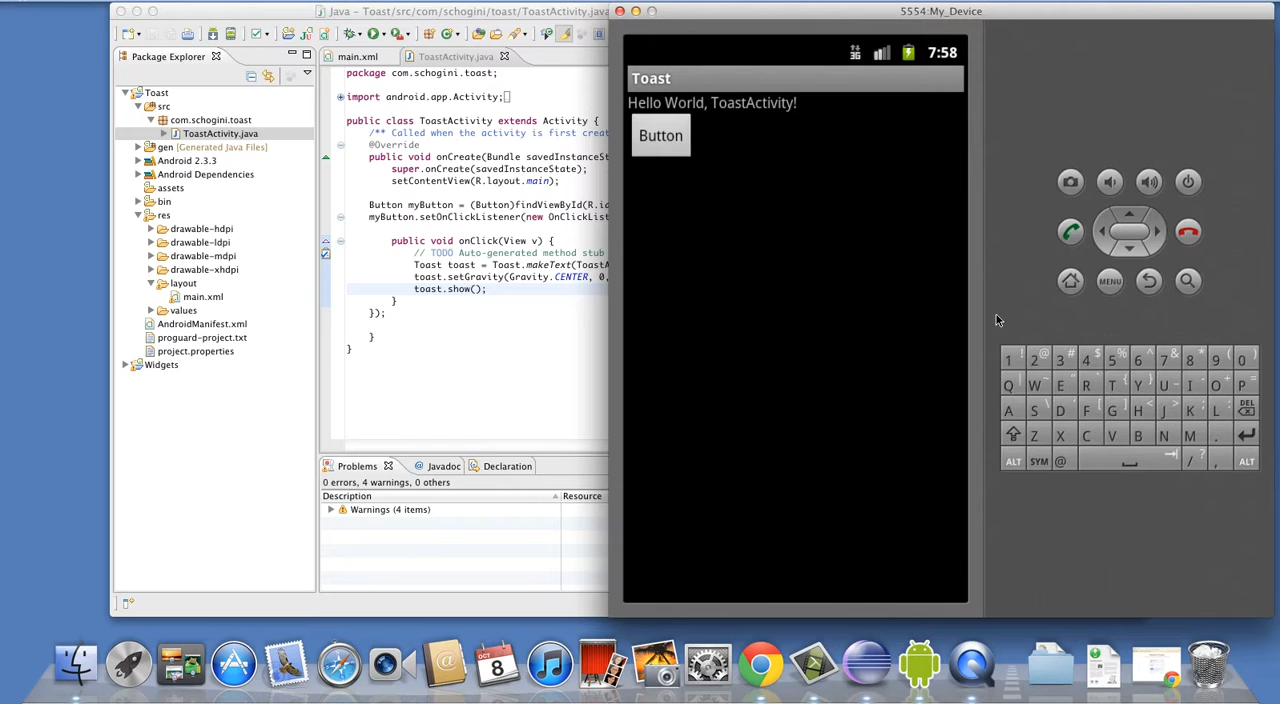 Java - Toast/src/com/schogini/toast/ToastActivity.java
5554:My_Device
Package Explorer
Toast
src
com.schogini.toast
ToastActivity.java
gen [Generated Java Files]
Android 2.3.3
Android Dependencies
assets
bin
res
drawable-hdpi
drawable-ldpi
drawable-mdpi
drawable-xhdpi
layout
main.xml
values
AndroidManifest.xml
proguard-project.txt
project.properties
Widgets
main.xml
ToastActivity.java
package com.schogini.toast;
import android.app.Activity;
public class ToastActivity extends Activity {
/** Called when the activity is first creat
@Override
public void onCreate(Bundle savedInstanceSt
super.onCreate(savedInstanceState);
setContentView(R.layout.main);
Button myButton = (Button)findViewById(R.i
myButton.setOnClickListener(new OnClickList
public void onClick(View v) {
// TODO Auto-generated method stub
Toast toast = Toast.makeText(ToastA
toast.setGravity(Gravity.CENTER, 0,
toast.show();
}
});
}
}
Problems
@ Javadoc
Declaration
0 errors, 4 warnings, 0 others
Description
Resource
Warnings (4 items)
3G
7:58
Toast
Hello World, ToastActivity!
Button
MENU
1 ! 2 @ 3 # 4 $ 5 % 6 ^ 7 & 8 * 9 ( 0 )
Q | W ~ E " R ` T { Y } U _ I - O + P =
A S \ D ' F [ G ] H < J > K ; L : DEL
Z X C V B N M .
ALT SYM @ / ? , ALT
OCT
8